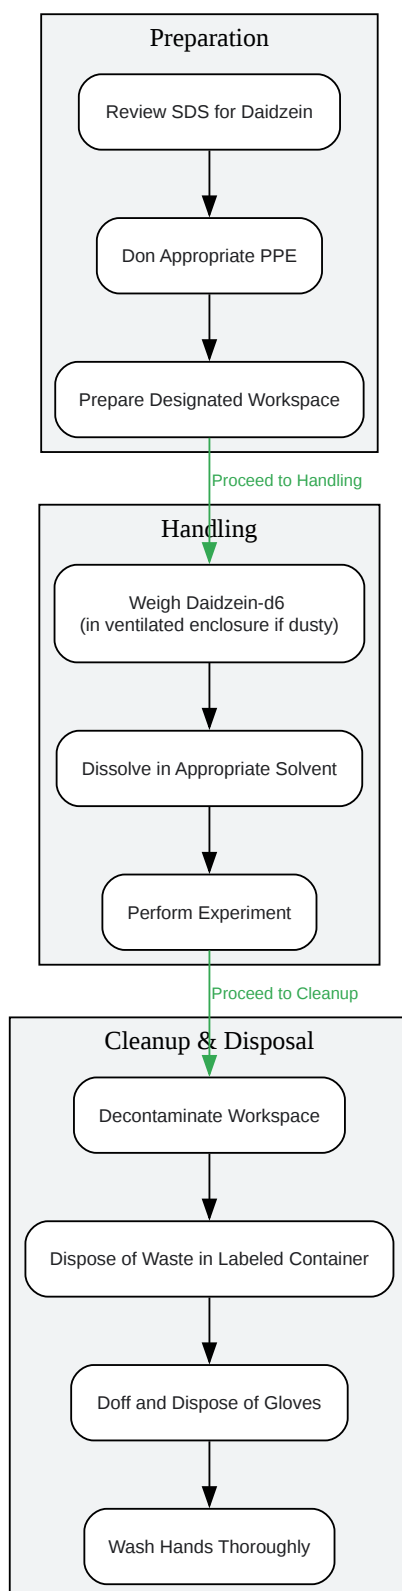 Preparation
Review SDS for Daidzein
Don Appropriate PPE
Prepare Designated Workspace
Proceed to Handling
Handling
Weigh Daidzein-d6
(in ventilated enclosure if dusty)
Dissolve in Appropriate Solvent
Perform Experiment
Proceed to Cleanup
Cleanup & Disposal
Decontaminate Workspace
Dispose of Waste in Labeled Container
Doff and Dispose of Gloves
Wash Hands Thoroughly